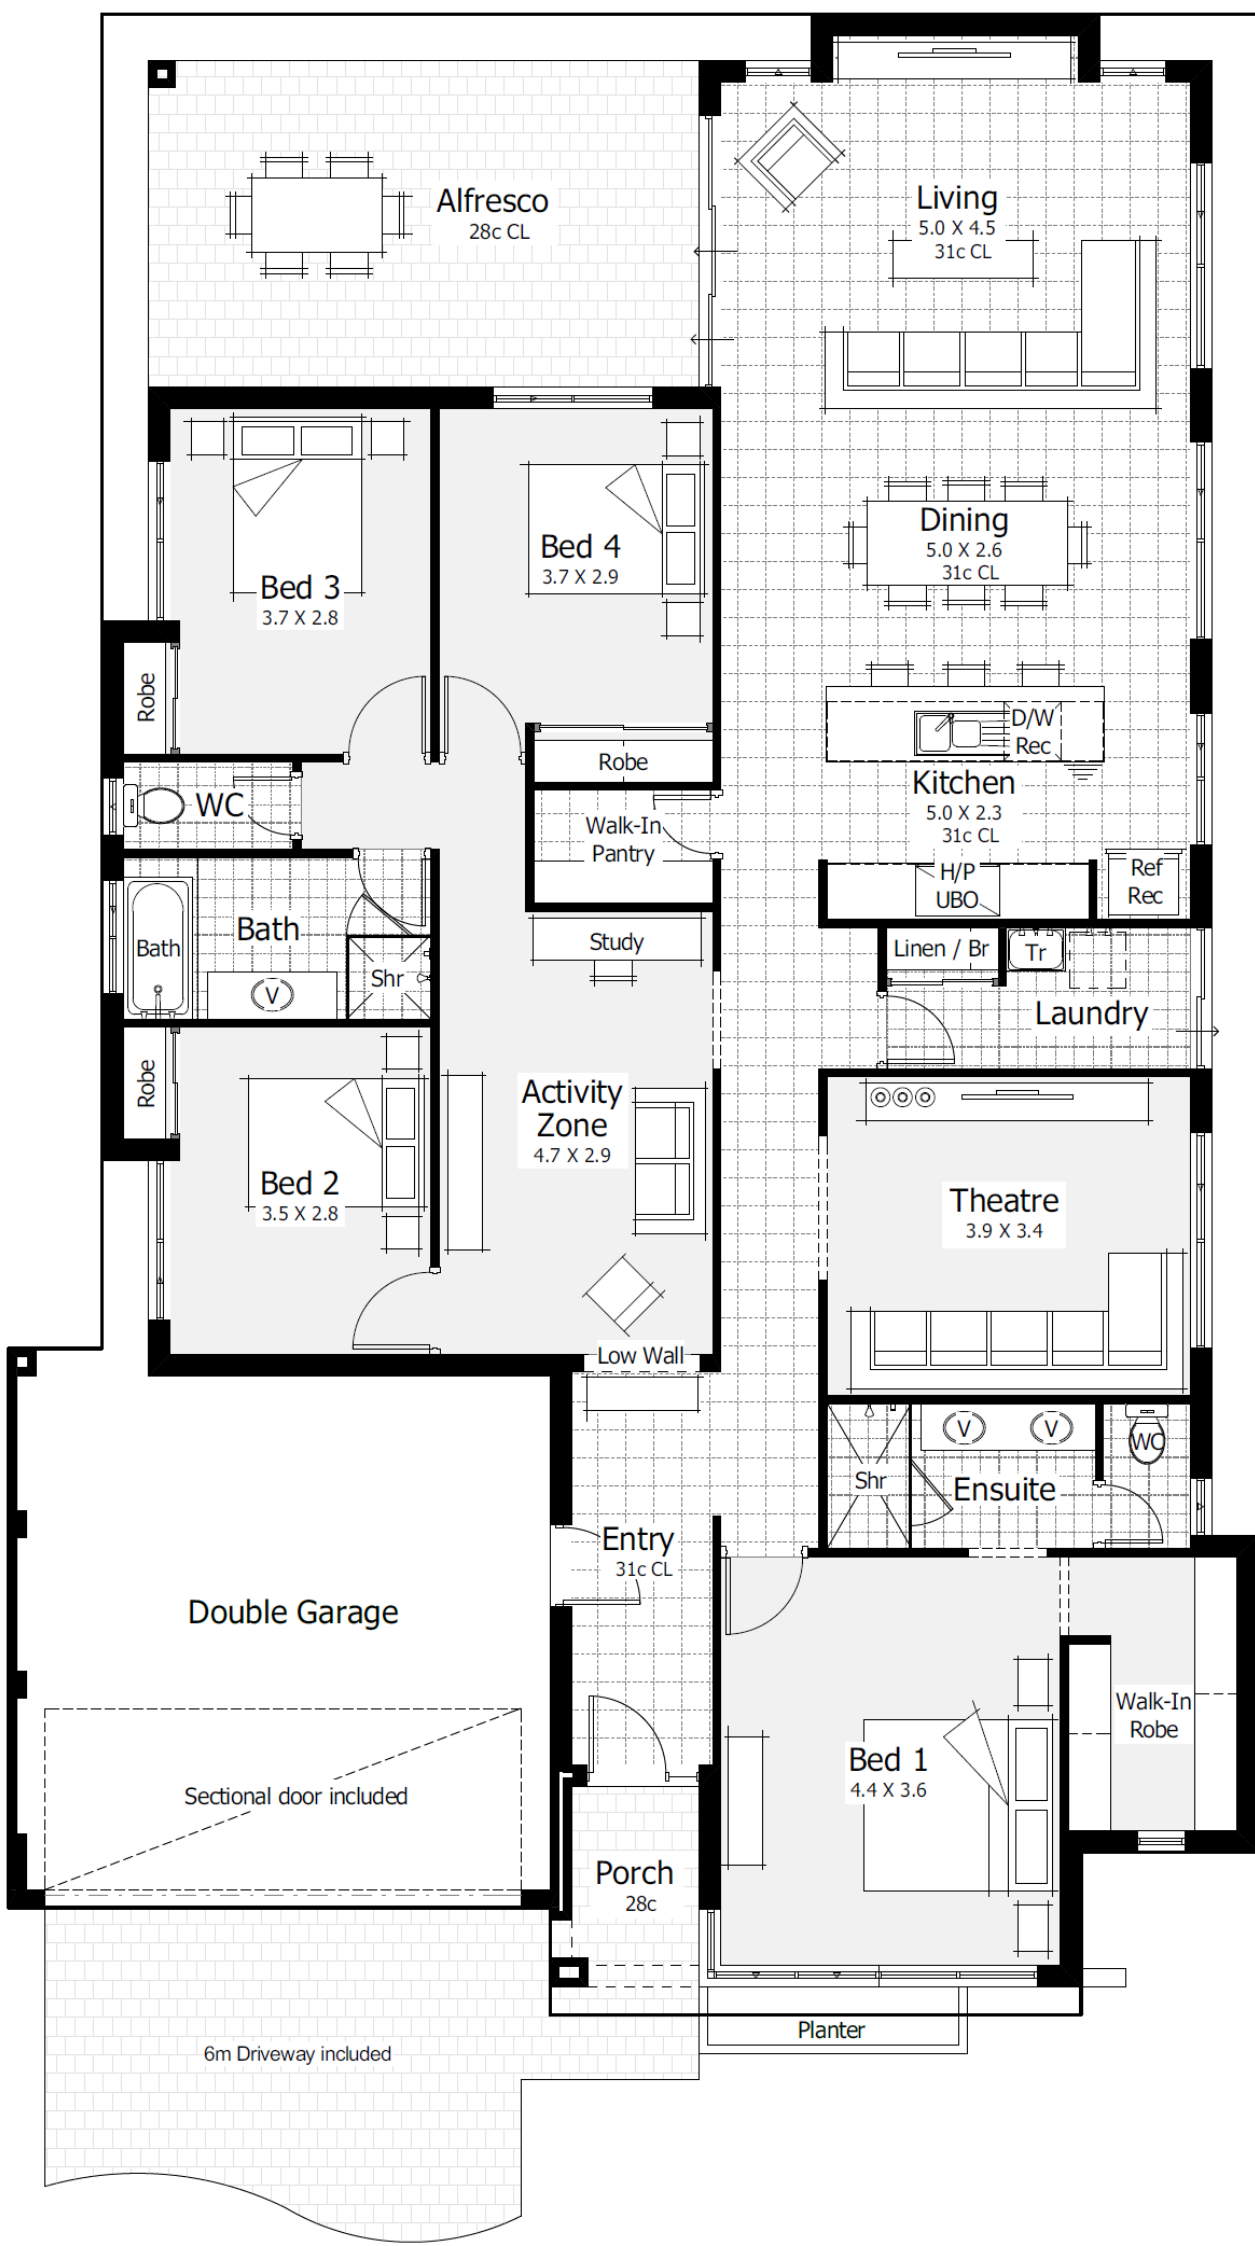 Alfresco
28c CL
Living
5.0 X 4.5
31c CL
Dining
5.0 X 2.6
31c CL
Bed 4
3.7 X 2.9
Bed 3
3.7 X 2.8
Robe
D/W
Rec
Robe
Kitchen
5.0 X 2.3
31c CL
WC
Walk-In
Pantry
H/P
UBO
Ref
Rec
Bath
Bath
Study
Linen / Br
Tr
Shr
V
Laundry
Robe
Activity
Zone
4.7 X 2.9
Bed 2
3.5 X 2.8
Theatre
3.9 X 3.4
Low Wall
V
V
WC
Shr
Ensuite
Entry
31c CL
Double Garage
Walk-In
Robe
Bed 1
4.4 X 3.6
Sectional door included
Porch
28c
Planter
6m Driveway included